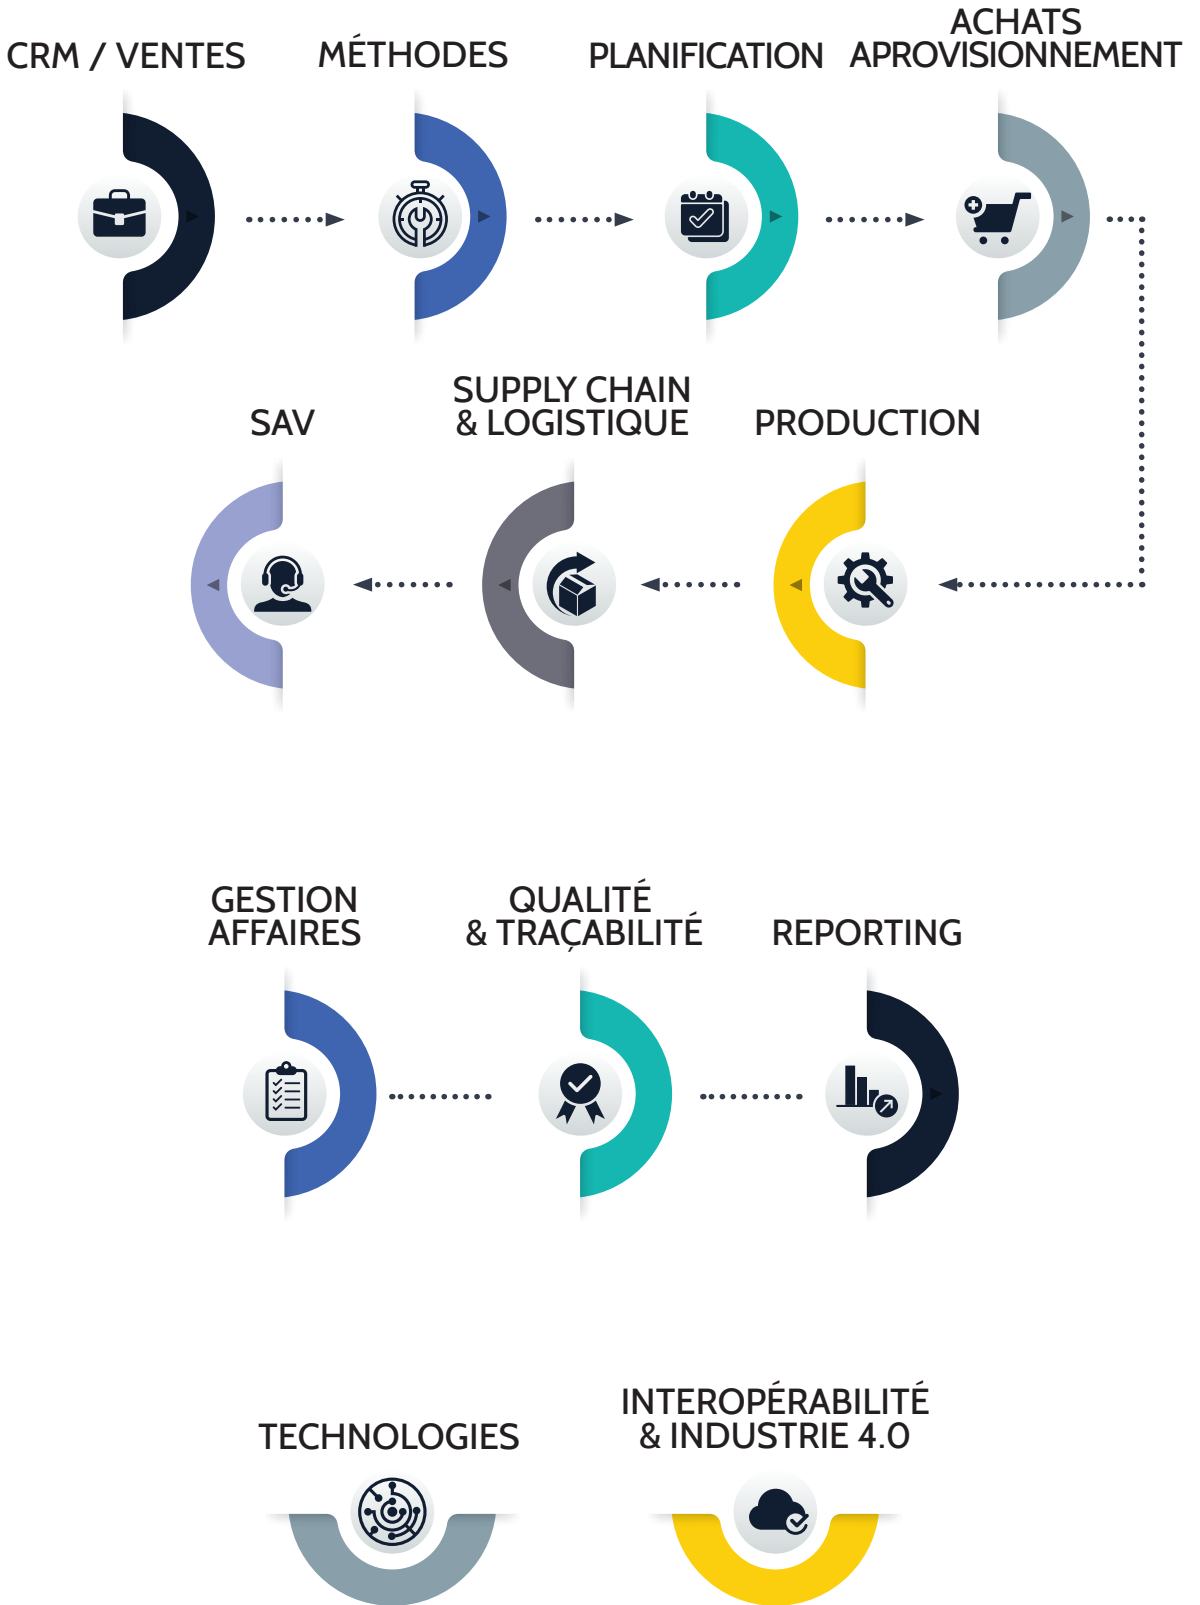 CRM / VENTES
MÉTHODES
PLANIFICATION
ACHATS
APROVISIONNEMENT
SAV
SUPPLY CHAIN
& LOGISTIQUE
PRODUCTION
GESTION
AFFAIRES
QUALITÉ
& TRAÇABILITÉ
REPORTING
TECHNOLOGIES
INTEROPÉRABILITÉ
& INDUSTRIE 4.0